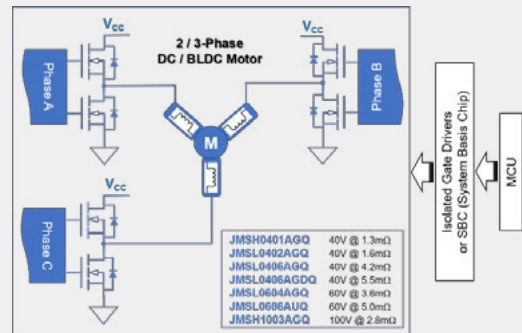 Vcc
Phase A
2 / 3-Phase
DC / BLDC Motor
Vcc
Phase B
M
Vcc
Phase C
JMSH0401AGQ 40V @ 1.3mΩ
JMSL0402AGQ 40V @ 1.6mΩ
JMSL0406AGQ 40V @ 4.2mΩ
JMSL0406AGDQ 40V @ 5.5mΩ
JMSL0604AGQ 60V @ 3.6mΩ
JMSL0606AUQ 60V @ 5.0mΩ
JMSH1003AGQ 100V @ 2.8mΩ
Isolated Gate Drivers
or SBC (System Basis Chip)
MCU